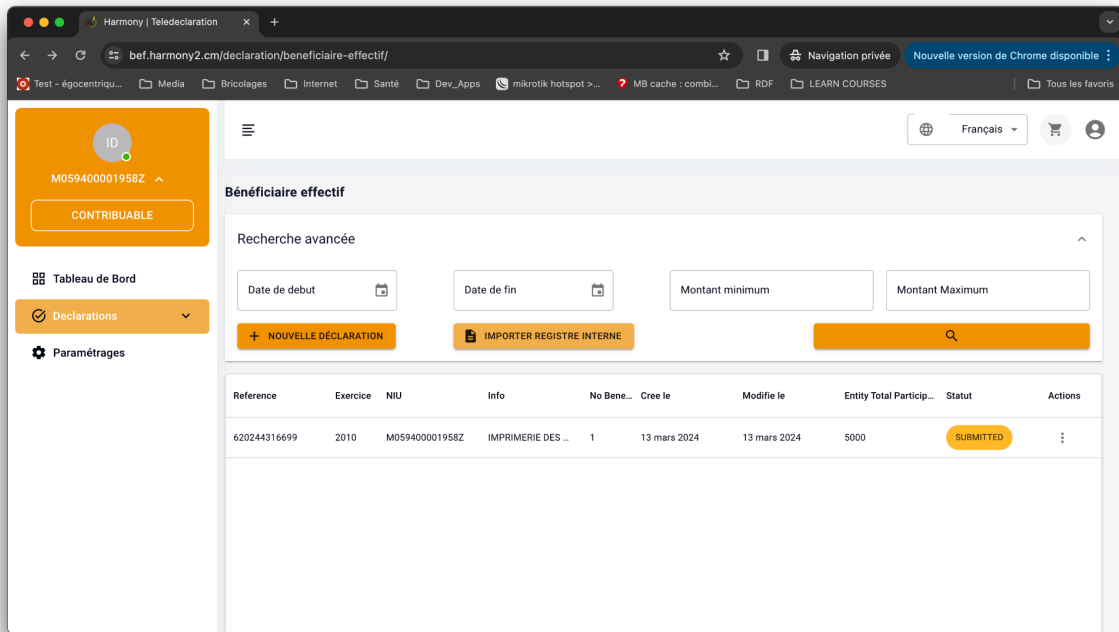 Harmony | Teledeclaration
bef.harmony2.cm/declaration/beneficiaire-effectif/
Navigation privée
Nouvelle version de Chrome disponible
Test - égocentriqu...
Media
Bricolages
Internet
Santé
Dev_Apps
mikrotik hotspot >...
MB cache : combi...
RDF
LEARN COURSES
Tous les favoris
ID
M059400001958Z
CONTRIBUABLE
Tableau de Bord
Declarations
Paramétrages
Français
Bénéficiaire effectif
Recherche avancée
Date de debut
Date de fin
Montant minimum
Montant Maximum
+ NOUVELLE DÉCLARATION
IMPORTER REGISTRE INTERNE
Reference Exercice NIU Info No Bene... Cree le Modifie le Entity Total Particip... Statut Actions
620244316699 2010 M059400001958Z IMPRIMERIE DES ... 1 13 mars 2024 13 mars 2024 5000 SUBMITTED